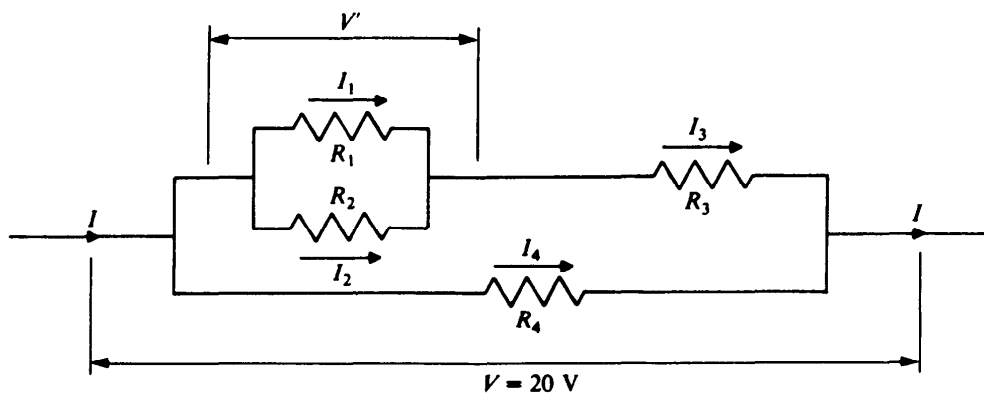 V'
I₁
R₁
I₃
R₃
R₂
I₂
I
I
I₄
R₄
V = 20 V